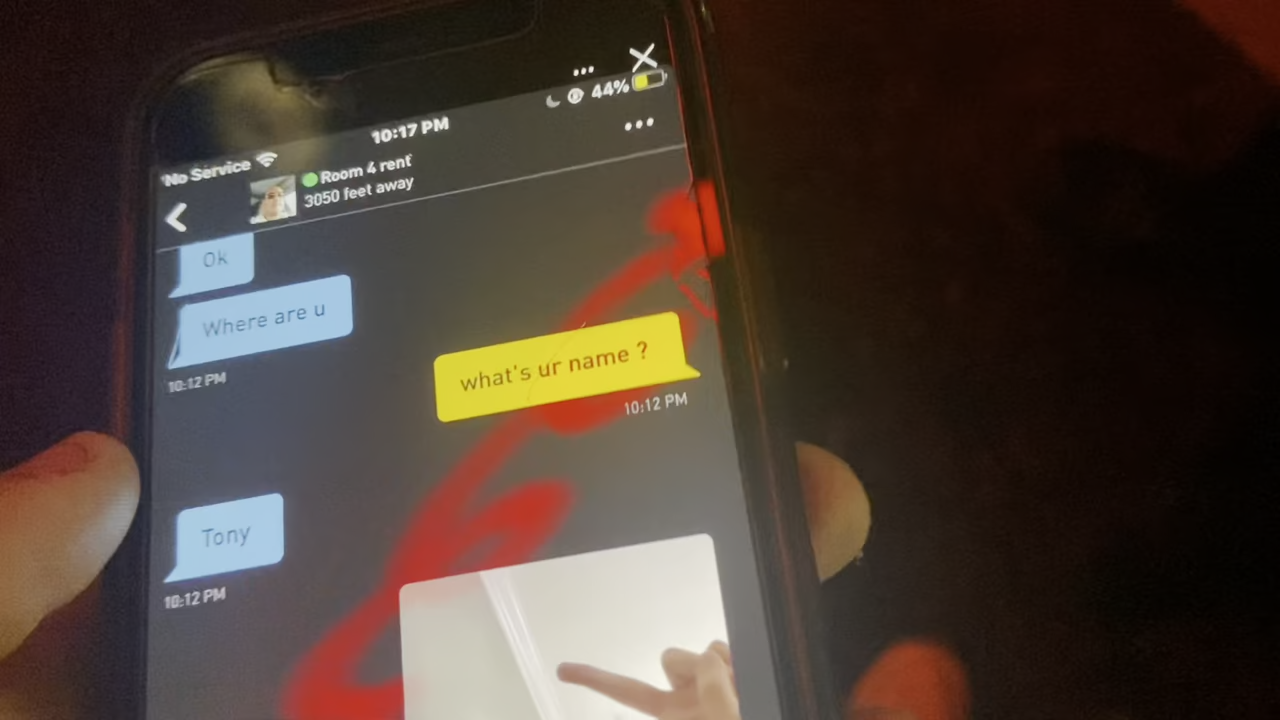 10:17 PM
44%
No Service
Room 4 rent
3050 feet away
Ok
Where are u
10:12 PM
what's ur name ?
10:12 PM
Tony
10:12 PM